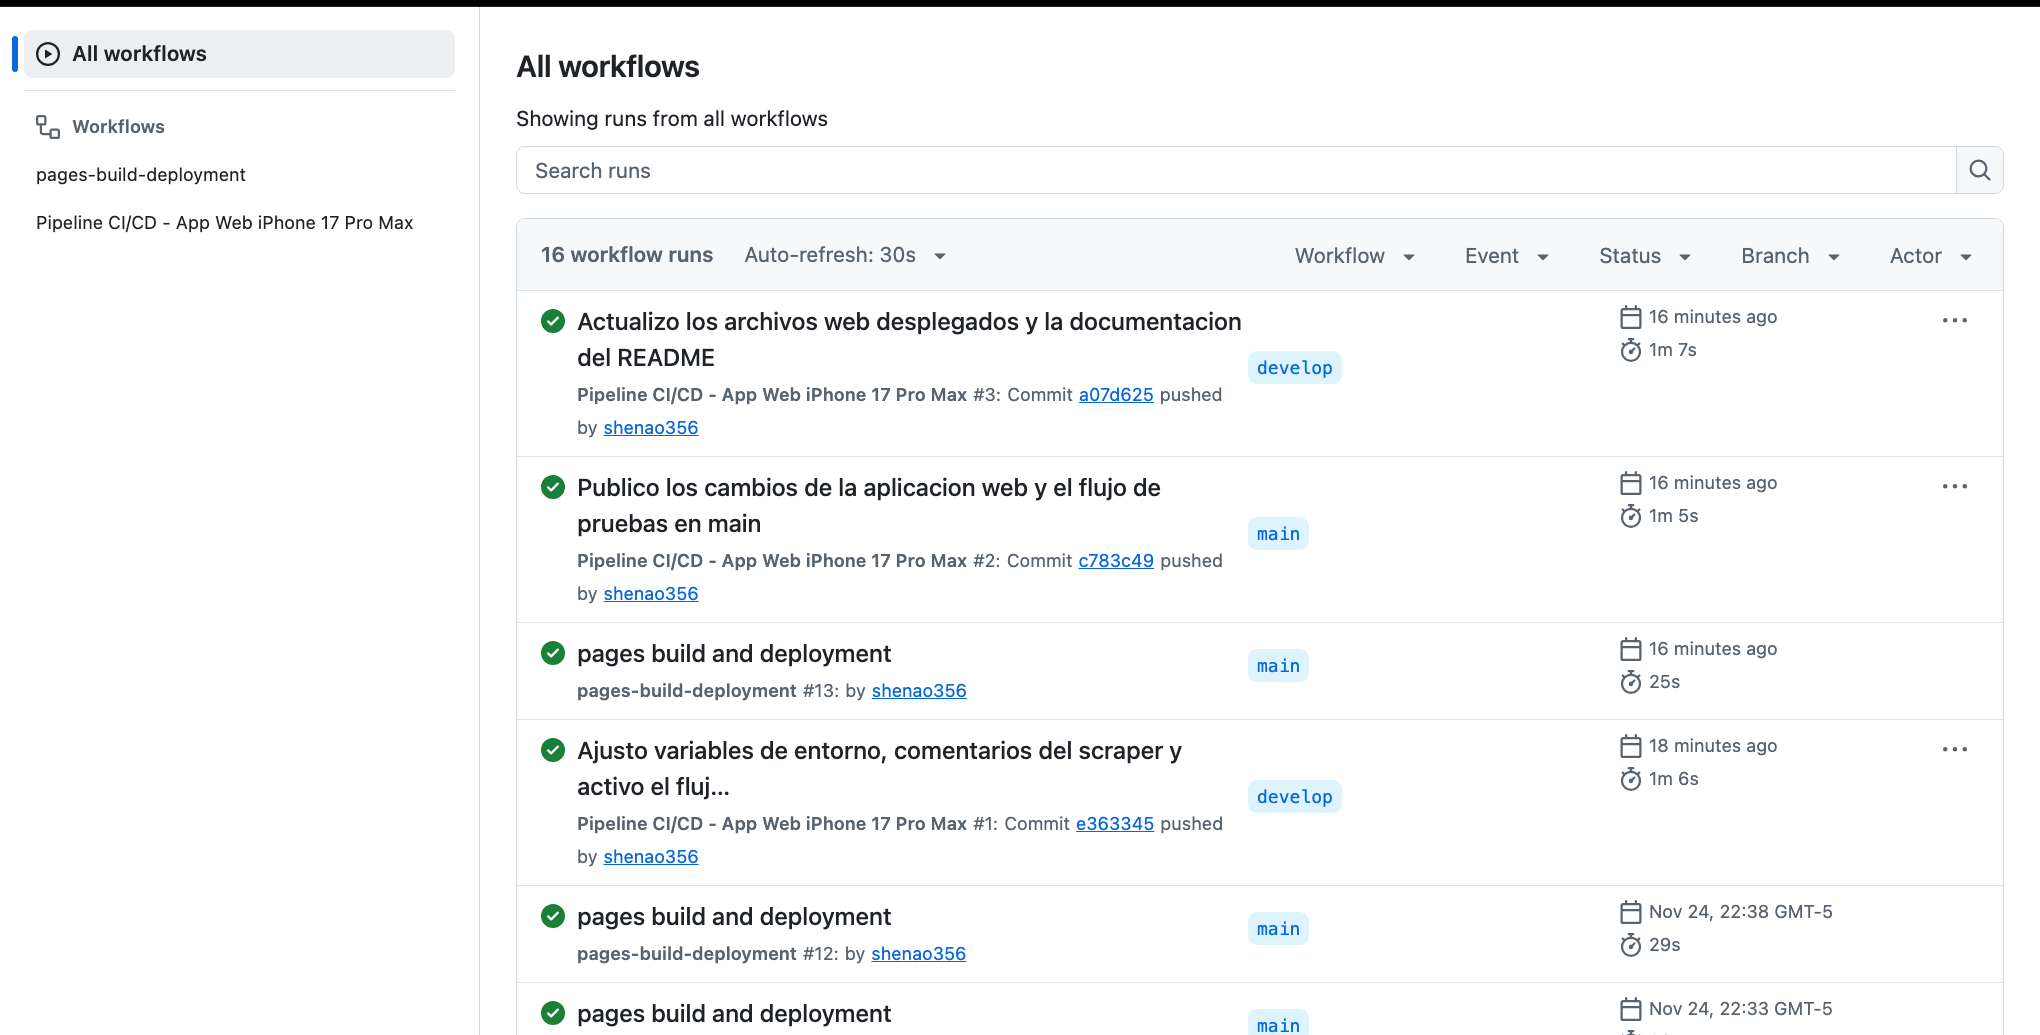 All workflows
Workflows
pages-build-deployment
Pipeline CI/CD - App Web iPhone 17 Pro Max
All workflows
Showing runs from all workflows
Search runs
16 workflow runs Auto-refresh: 30s Workflow Event Status Branch Actor
Actualizo los archivos web desplegados y la documentacion
del README
Pipeline CI/CD - App Web iPhone 17 Pro Max #3: Commit a07d625 pushed
by shenao356
develop
16 minutes ago
1m 7s
Publico los cambios de la aplicacion web y el flujo de
pruebas en main
Pipeline CI/CD - App Web iPhone 17 Pro Max #2: Commit c783c49 pushed
by shenao356
main
16 minutes ago
1m 5s
pages build and deployment
pages-build-deployment #13: by shenao356
main
16 minutes ago
25s
Ajusto variables de entorno, comentarios del scraper y
activo el fluj...
Pipeline CI/CD - App Web iPhone 17 Pro Max #1: Commit e363345 pushed
by shenao356
develop
18 minutes ago
1m 6s
pages build and deployment
pages-build-deployment #12: by shenao356
main
Nov 24, 22:38 GMT-5
29s
pages build and deployment
main
Nov 24, 22:33 GMT-5